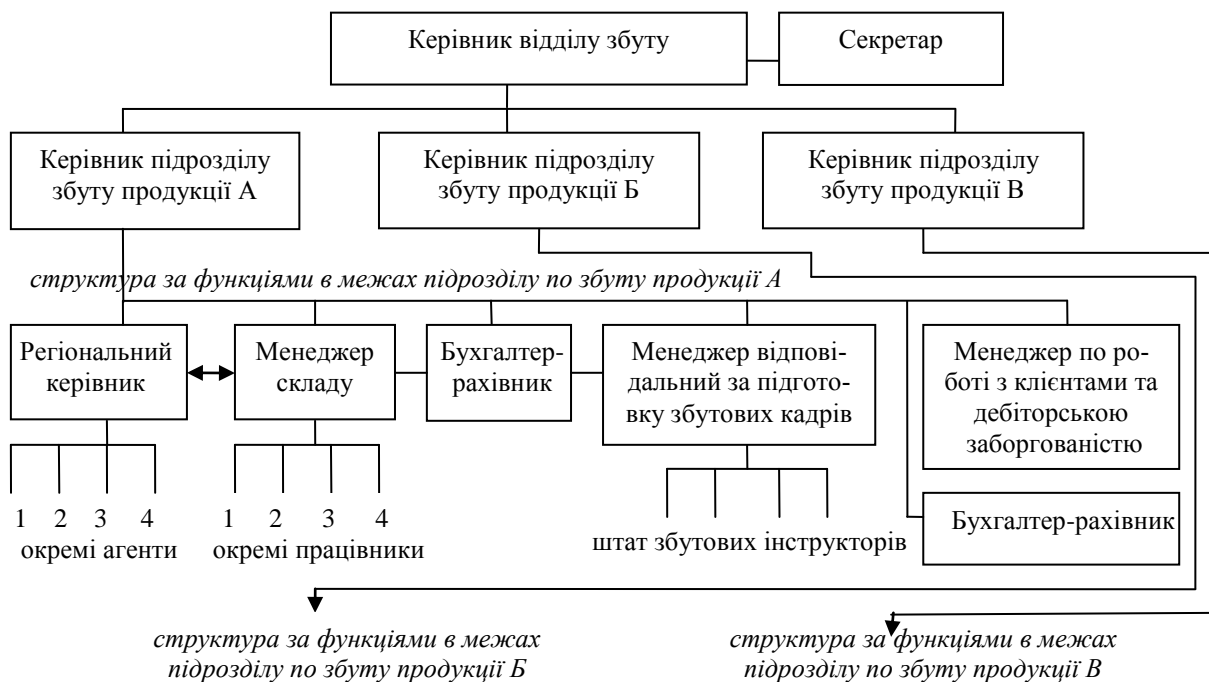 Керівник відділу збуту
Секретар
Керівник підрозділу
збуту продукції А
Керівник підрозділу
збуту продукції Б
Керівник підрозділу
збуту продукції В
структура за функціями в межах підрозділу по збуту продукції А
Регіональний
керівник
Менеджер
складу
Бухгалтер-
рахівник
Менеджер відпові-
дальний за підгото-
вку збутових кадрів
Менеджер по ро-
боті з клієнтами та
дебіторською
заборгованістю
1 2 3 4
окремі агенти
1 2 3 4
окремі працівники
штат збутових інструкторів
Бухгалтер-рахівник
структура за функціями в межах
підрозділу по збуту продукції Б
структура за функціями в межах
підрозділу по збуту продукції В